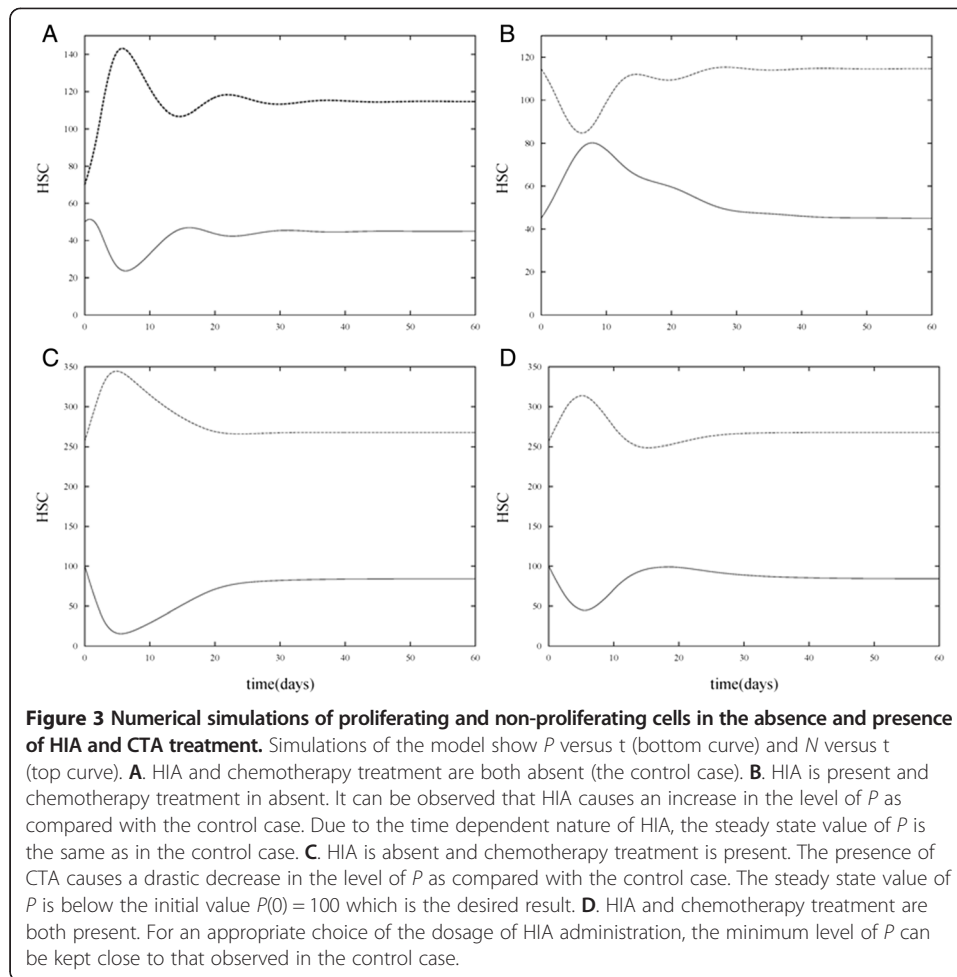 A
B
140
120
100
80
60
40
20
0
HSC
0 10 20 30 40 50 60
120
100
80
60
40
20
0
HSC
0 10 20 30 40 50 60
C
D
350
300
250
200
150
100
50
0
HSC
0 10 20 30 40 50 60
time(days)
350
300
250
200
150
100
50
0
HSC
0 10 20 30 40 50 60
time(days)
Figure 3 Numerical simulations of proliferating and non-proliferating cells in the absence and presence
of HIA and CTA treatment. Simulations of the model show P versus t (bottom curve) and N versus t
(top curve). A. HIA and chemotherapy treatment are both absent (the control case). B. HIA is present and
chemotherapy treatment in absent. It can be observed that HIA causes an increase in the level of P as
compared with the control case. Due to the time dependent nature of HIA, the steady state value of P is
the same as in the control case. C. HIA is absent and chemotherapy treatment is present. The presence of
CTA causes a drastic decrease in the level of P as compared with the control case. The steady state value of
P is below the initial value P(0) = 100 which is the desired result. D. HIA and chemotherapy treatment are
both present. For an appropriate choice of the dosage of HIA administration, the minimum level of P can
be kept close to that observed in the control case.